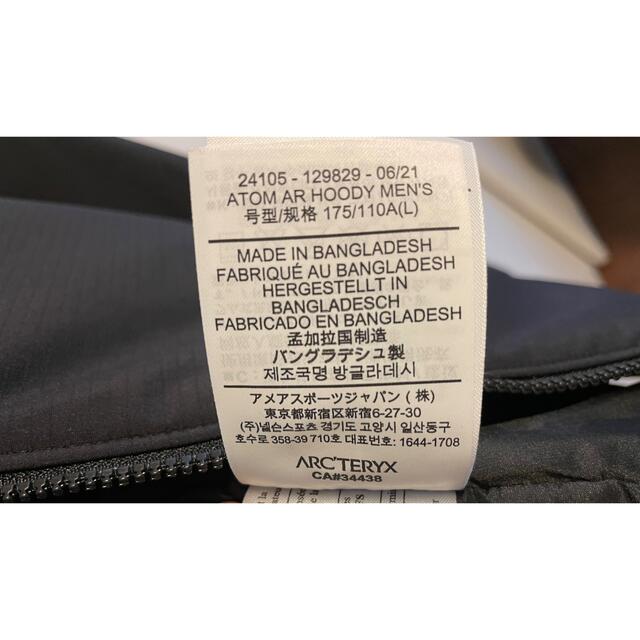 24105 - 129829 - 06/21
ATOM AR HOODY MEN'S
号型/规格 175/110A(L)
MADE IN BANGLADESH
FABRIQUÉ AU BANGLADESH
HERGESTELLT IN
BANGLADESCH
FABRICADO EN BANGLADESH
孟加拉国制造
バングラデシュ製
제조국명 방글라데시
アメアスポーツジャパン(株)
東京都新宿区新宿6-27-30
(주)넬슨스포츠 경기도 고양시 일산동구
호수로 358-39 710호 대표번호: 1644-1708
ARC'TERYX
CA#34438